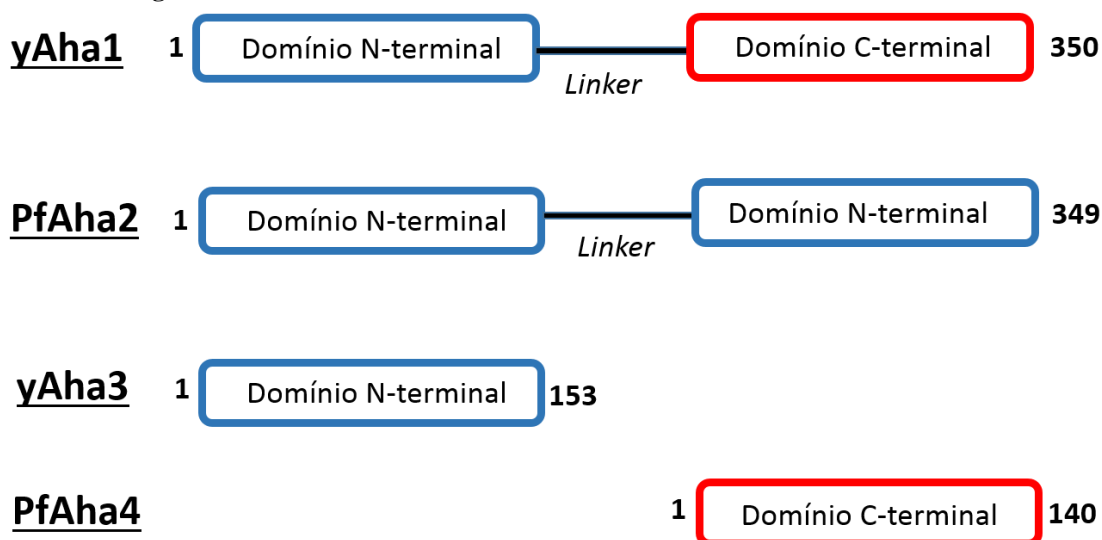 yAha1 1 Domínio N-terminal Domínio C-terminal 350
Linker
PfAha2 1 Domínio N-terminal Domínio N-terminal 349
Linker
yAha3 1 Domínio N-terminal 153
PfAha4 1 Domínio C-terminal 140